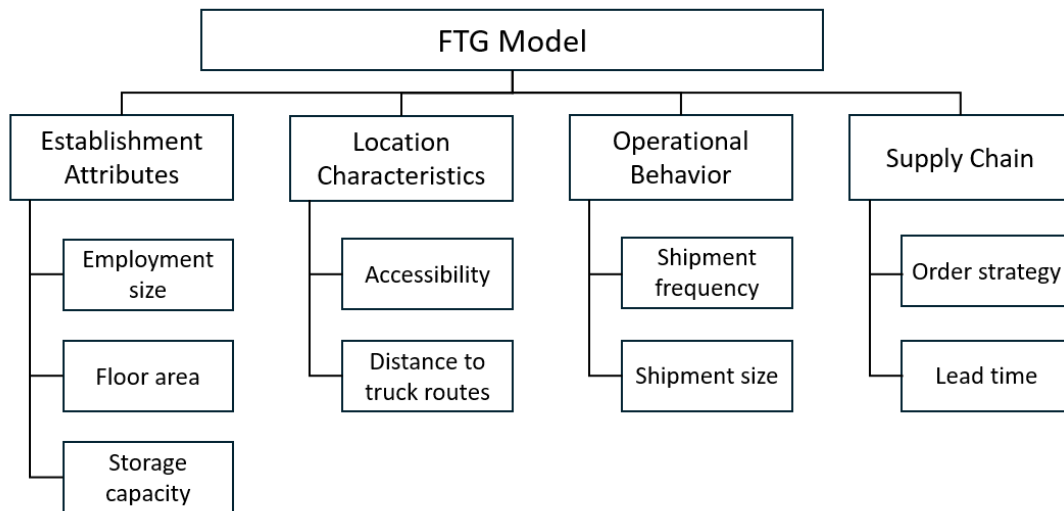 FTG Model
Establishment
Attributes
Location
Characteristics
Operational
Behavior
Supply Chain
Employment
size
Accessibility
Shipment
frequency
Order strategy
Floor area
Distance to
truck routes
Shipment size
Lead time
Storage
capacity